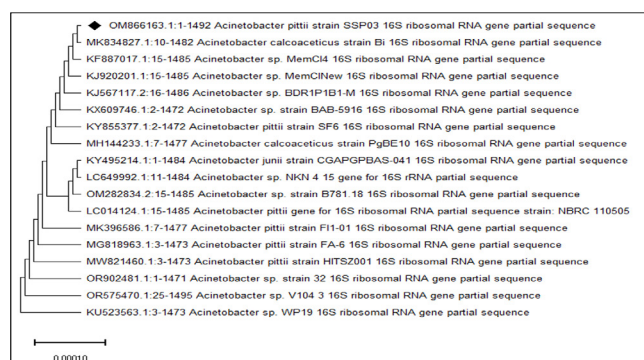 OM866163.1:1-1492 Acinetobacter pittii strain SSP03 16S ribosomal RNA gene partial sequence
MK834827.1:10-1482 Acinetobacter calcoaceticus strain Bi 16S ribosomal RNA gene partial sequence
KF887017.1:15-1485 Acinetobacter sp. MemCl4 16S ribosomal RNA gene partial sequence
KJ920201.1:15-1485 Acinetobacter sp. MemClNew 16S ribosomal RNA gene partial sequence
KJ567117.2:16-1486 Acinetobacter sp. BDR1P1B1-M 16S ribosomal RNA gene partial sequence
KX609746.1:2-1472 Acinetobacter sp. strain BAB-5916 16S ribosomal RNA gene partial sequence
KY855377.1:2-1472 Acinetobacter pittii strain SF6 16S ribosomal RNA gene partial sequence
MH144233.1:7-1477 Acinetobacter calcoaceticus strain PgBE10 16S ribosomal RNA gene partial sequence
KY495214.1:1-1484 Acinetobacter junii strain CGAPGPBAS-041 16S ribosomal RNA gene partial sequence
LC649992.1:11-1484 Acinetobacter sp. NKN 4 15 gene for 16S rRNA partial sequence
OM282834.2:15-1485 Acinetobacter sp. strain B781.18 16S ribosomal RNA gene partial sequence
LC014124.1:15-1485 Acinetobacter pittii gene for 16S ribosomal RNA partial sequence strain: NBRC 110505
MK396586.1:7-1477 Acinetobacter pittii strain FI1-01 16S ribosomal RNA gene partial sequence
MG818963.1:3-1473 Acinetobacter pittii strain FA-6 16S ribosomal RNA gene partial sequence
MW821460.1:3-1473 Acinetobacter pittii strain HITSZ001 16S ribosomal RNA gene partial sequence
OR902481.1:1-1471 Acinetobacter sp. strain 32 16S ribosomal RNA gene partial sequence
OR575470.1:25-1495 Acinetobacter sp. V104 3 16S ribosomal RNA gene partial sequence
KU523563.1:3-1473 Acinetobacter sp. WP19 16S ribosomal RNA gene partial sequence
0.00010